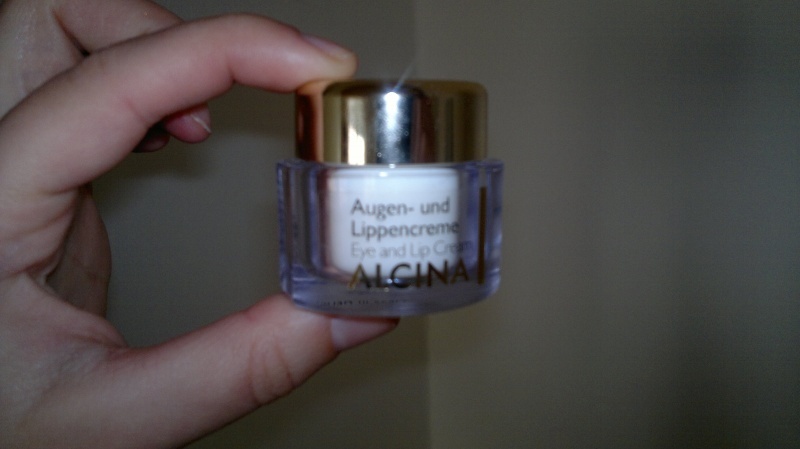 Augen- und
Lippencreme
Eye and Lip Cream
ALCINA